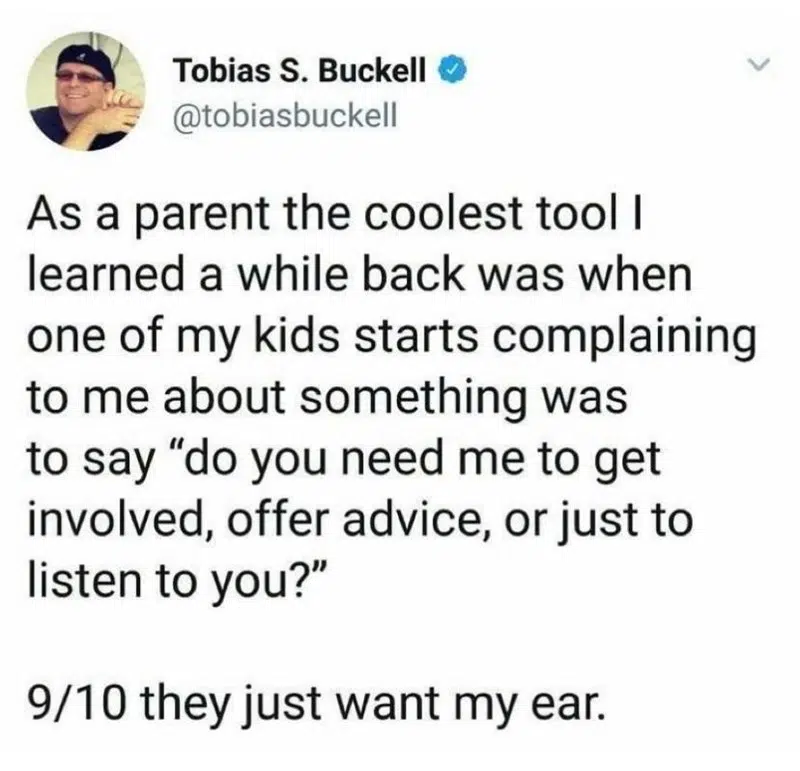 Tobias S. Buckell
@tobiasbuckell
As a parent the coolest tool I
learned a while back was when
one of my kids starts complaining
to me about something was
to say “do you need me to get
involved, offer advice, or just to
listen to you?”
9/10 they just want my ear.